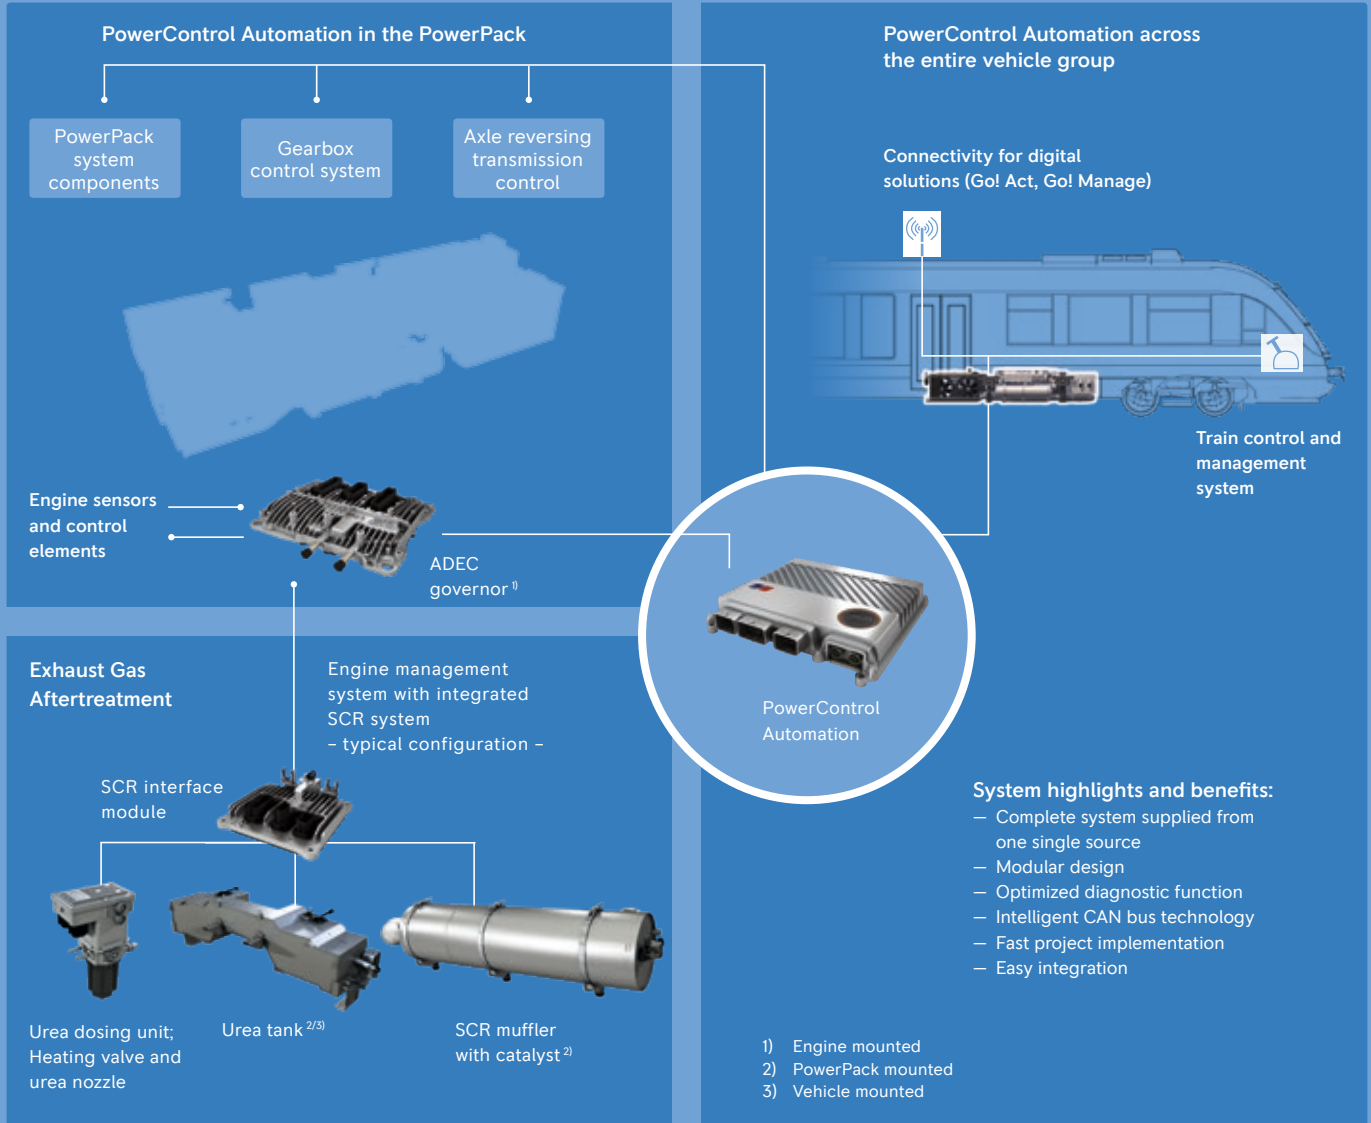 PowerControl Automation in the PowerPack
PowerPack
system
components
Gearbox
control system
Axle reversing
transmission
control
Engine sensors
and control
elements
ADEC
governor 1)
PowerControl Automation across
the entire vehicle group
Connectivity for digital
solutions (Go! Act, Go! Manage)
Train control and
management
system
PowerControl
Automation
Exhaust Gas
Aftertreatment
Engine management
system with integrated
SCR system
– typical configuration –
SCR interface
module
Urea dosing unit;
Heating valve and
urea nozzle
Urea tank 2/3)
SCR muffler
with catalyst 2)
System highlights and benefits:
— Complete system supplied from
one single source
— Modular design
— Optimized diagnostic function
— Intelligent CAN bus technology
— Fast project implementation
— Easy integration
1) Engine mounted
2) PowerPack mounted
3) Vehicle mounted